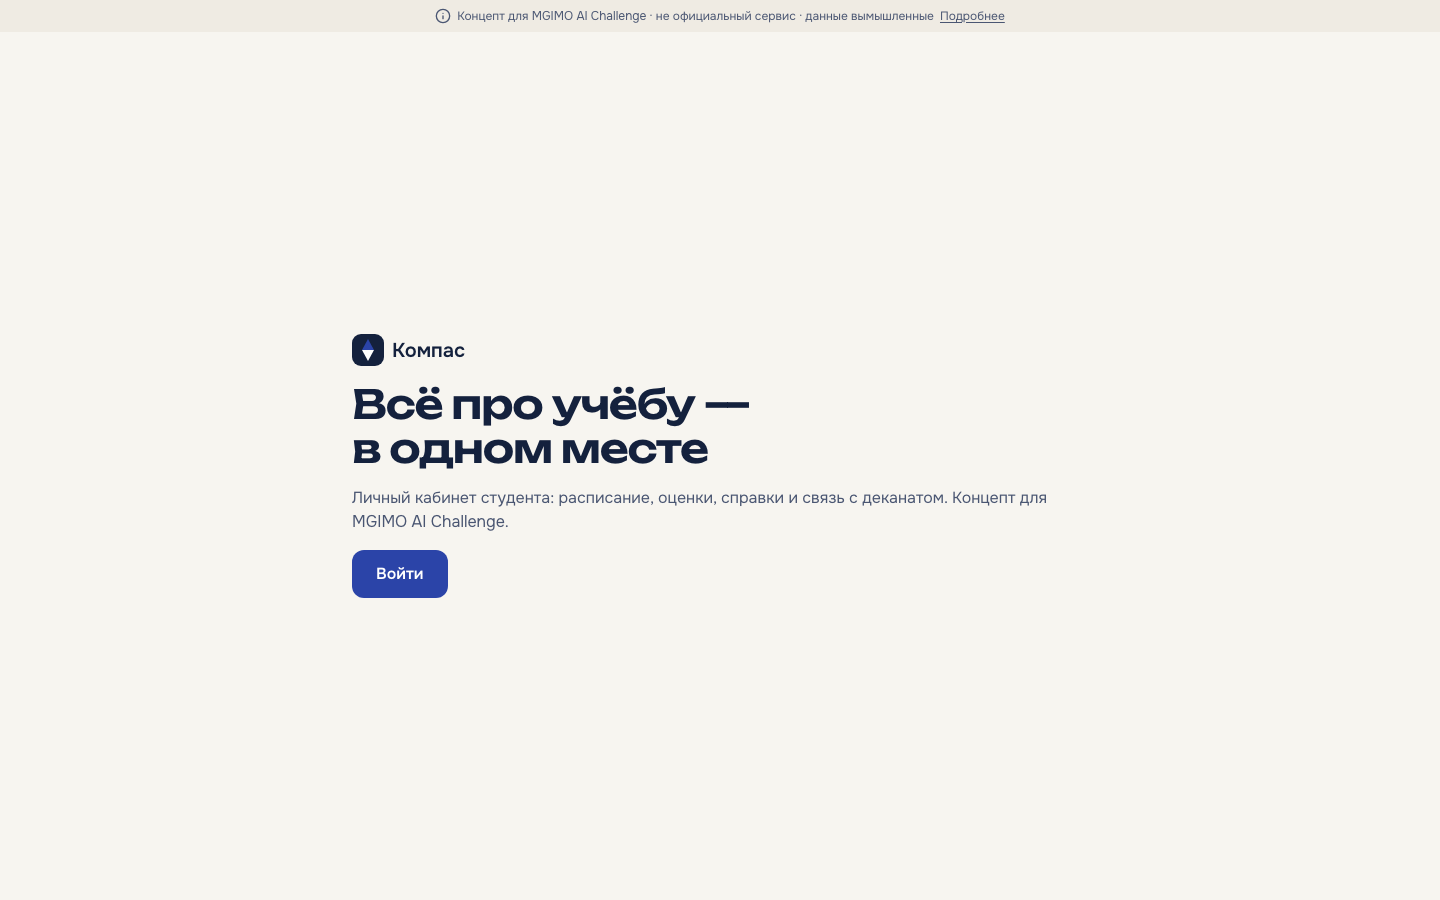 Концепт для MGIMO AI Challenge · не официальный сервис · данные вымышленные Подробнее
Компас
Всё про учёбу —
в одном месте
Личный кабинет студента: расписание, оценки, справки и связь с деканатом. Концепт для
MGIMO AI Challenge.
Войти